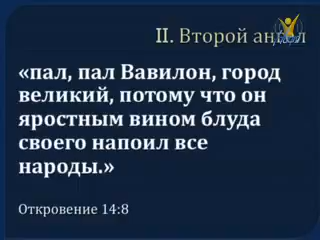 II. Второй ангел
«пал, пал Вавилон, город
великий, потому что он
яростным вином блуда
своего напоил все
народы.»
Откровение 14:8